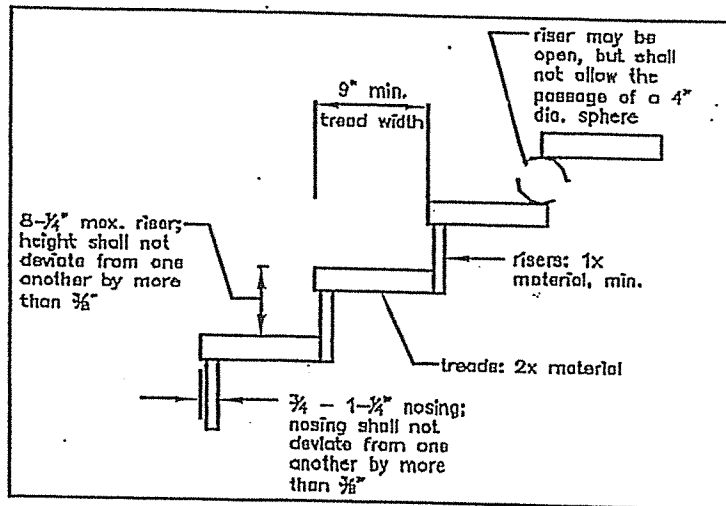 riser may be
open, but shall
not allow the
passage of a 4"
dia. sphere
9" min.
tread width
8-¼" max. riser;
height shall not
deviate from one
another by more
than ⅜"
risers: 1x
material, min.
treads: 2x material
¾ - 1-¼" nosing;
nosing shall not
deviate from one
another by more
than ⅜"